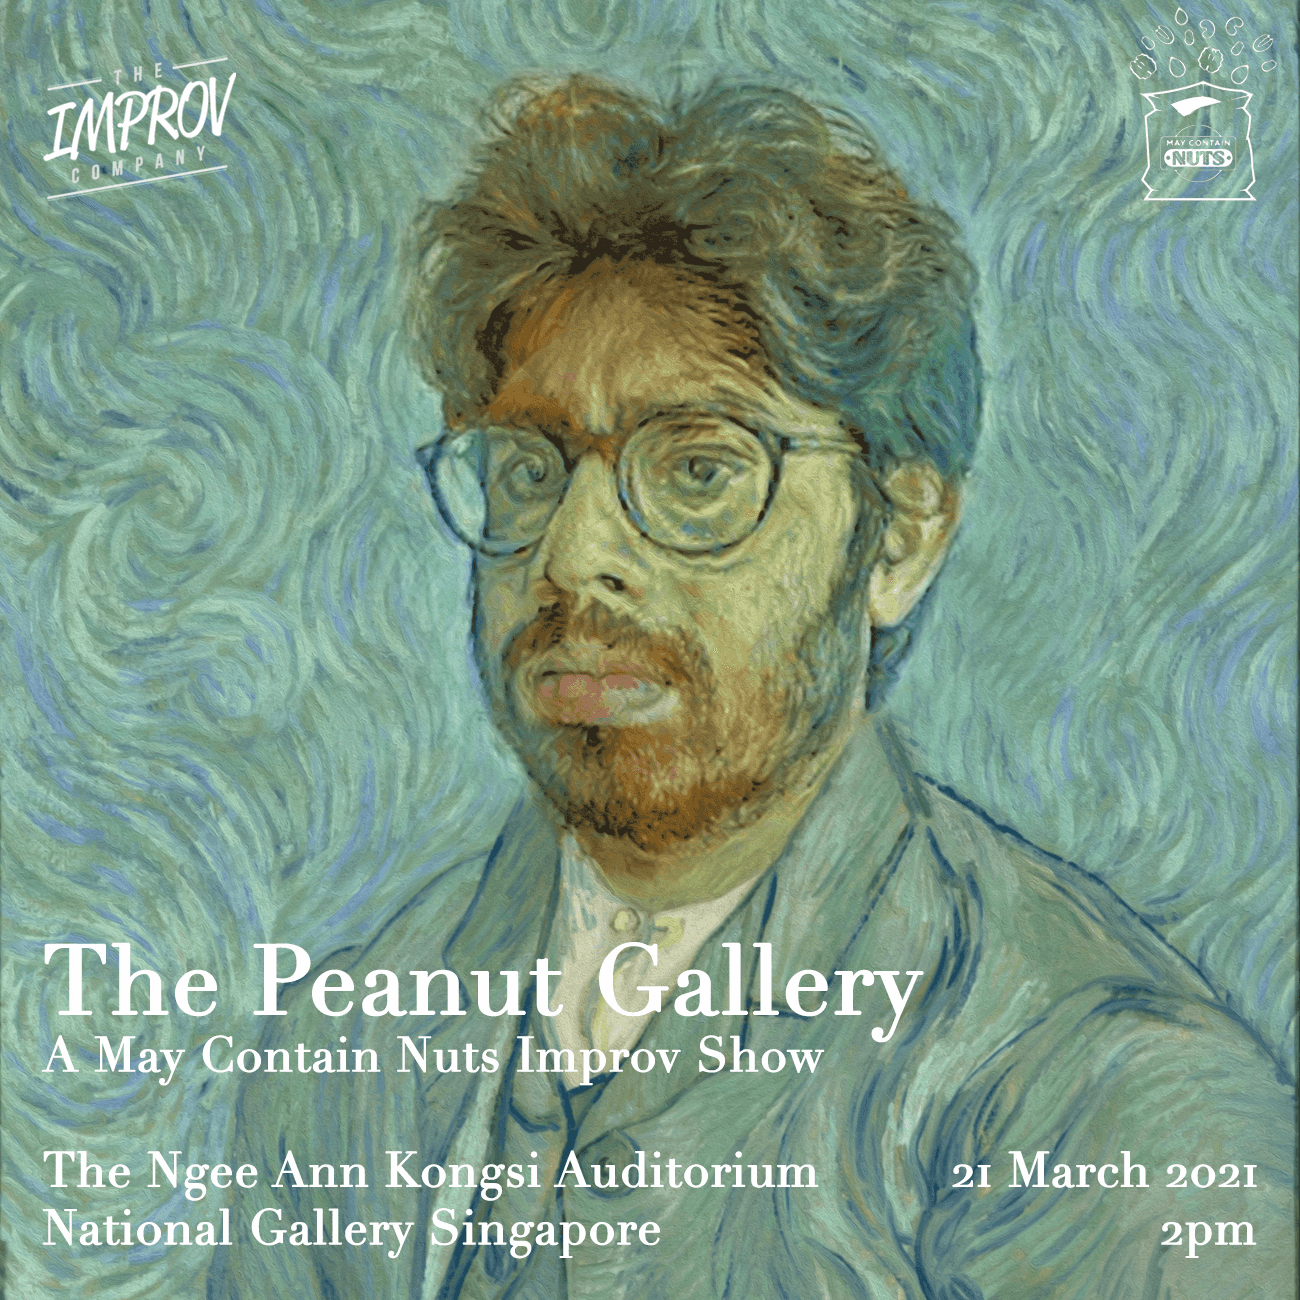 THE
IMPROV
COMPANY
MAY CONTAIN
NUTS
The Peanut Gallery
A May Contain Nuts Improv Show
The Ngee Ann Kongsi Auditorium
National Gallery Singapore
21 March 2021
2pm